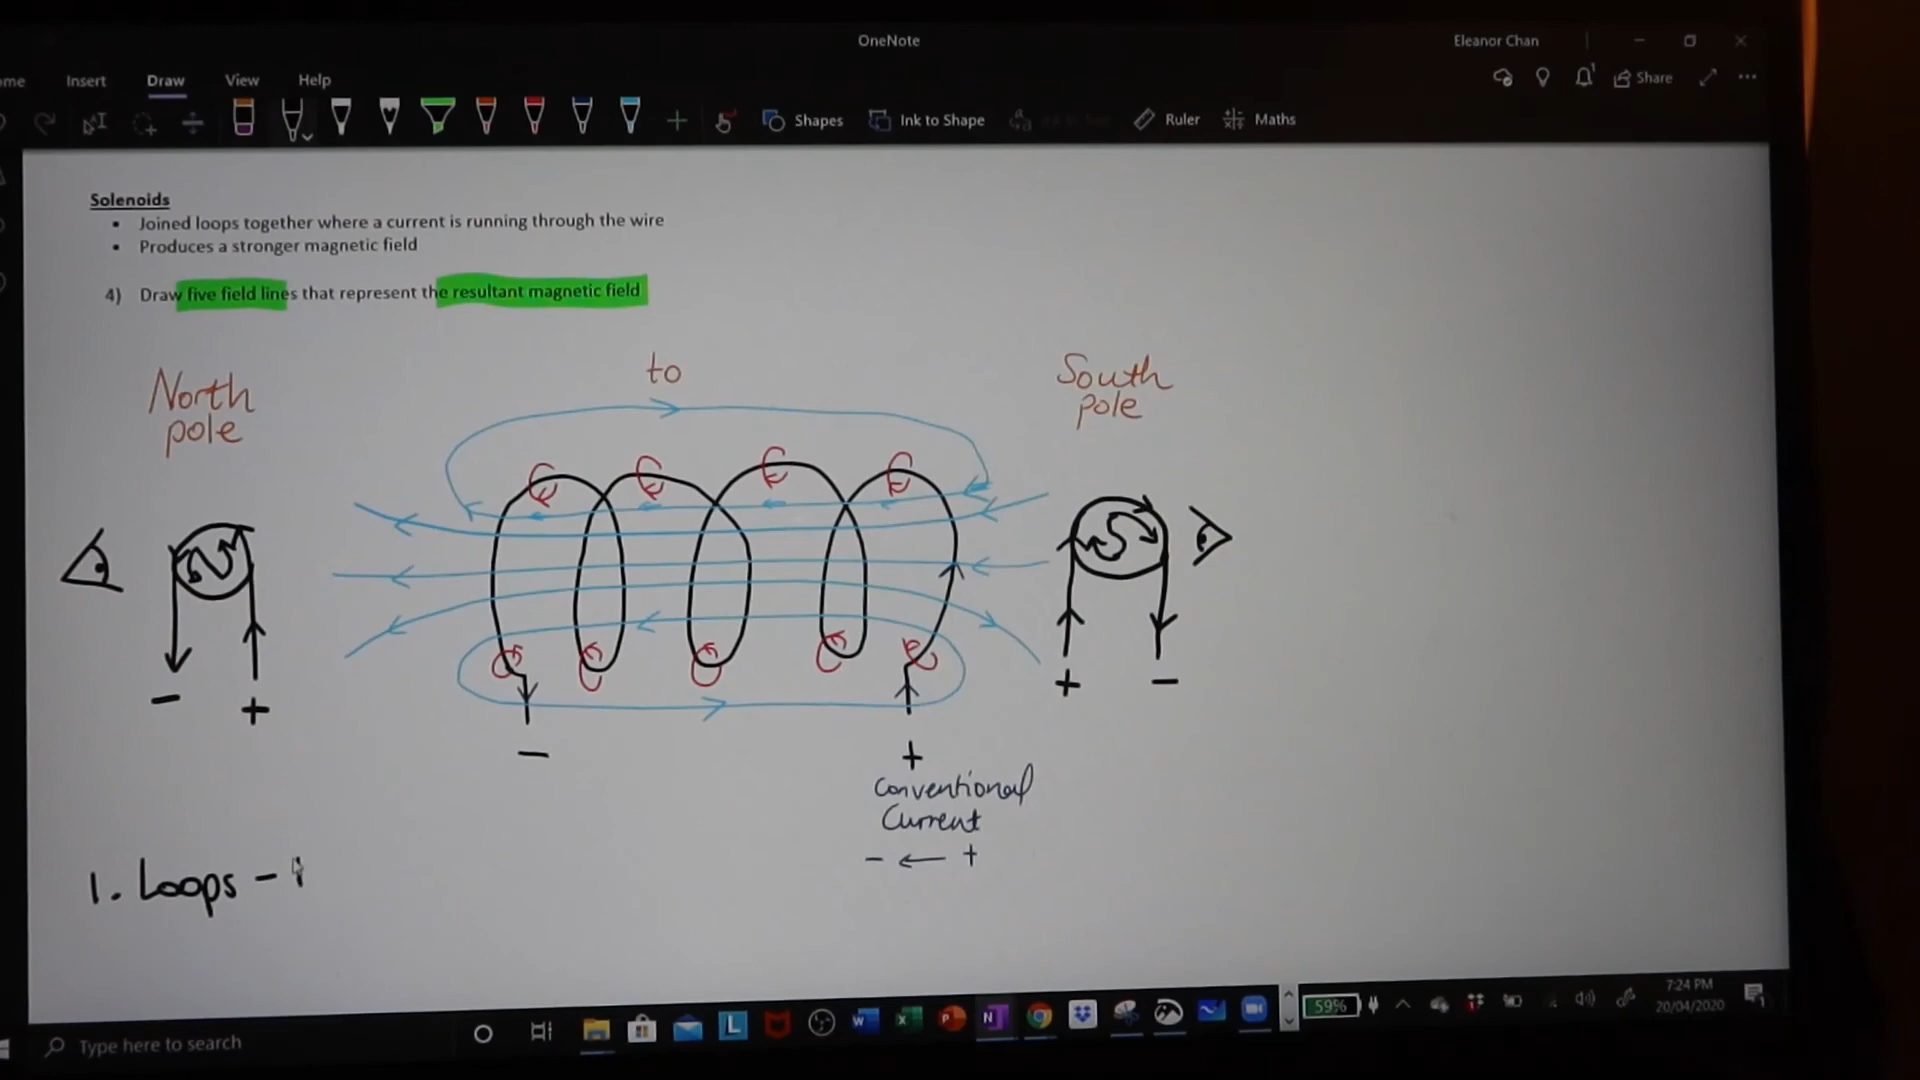 OneNote
Eleanor Chan
ome Insert Draw View Help
Share
Shapes Ink to Shape Ruler Maths
Solenoids
• Joined loops together where a current is running through the wire
• Produces a stronger magnetic field
4) Draw five field lines that represent the resultant magnetic field
North pole
to
South pole
N
S
- +
+ -
-
+
Conventional
Current
- ← +
1. Loops -
Type here to search
59%
7:24 PM
20/04/2020